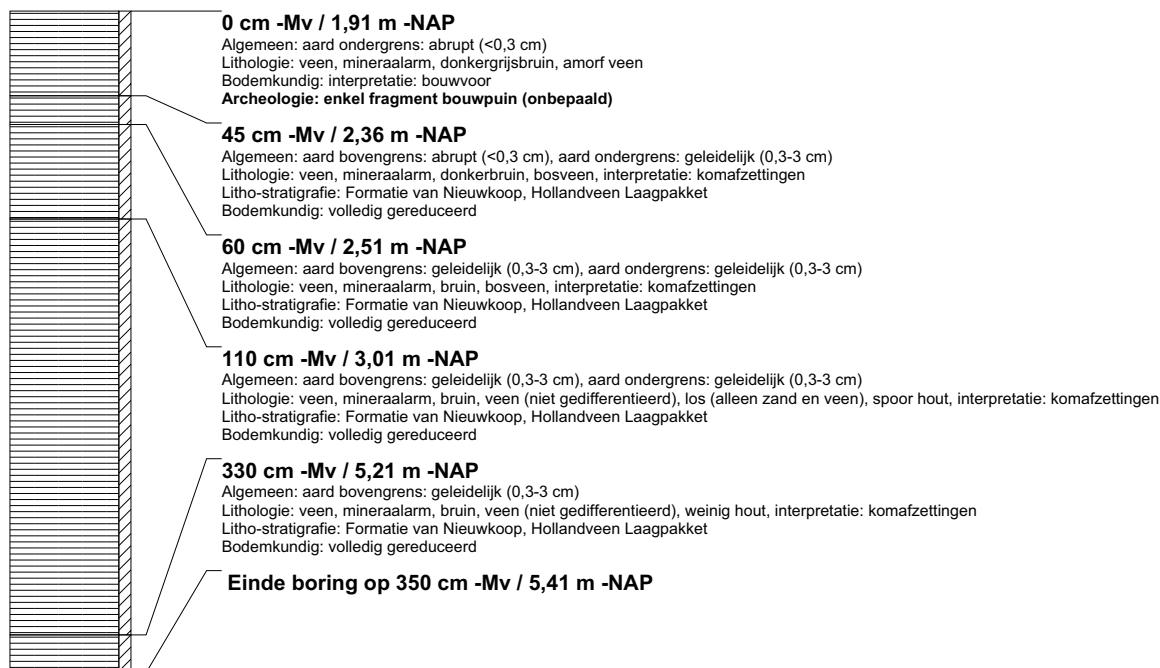 0 cm -Mv / 1,91 m -NAP
Algemeen: aard ondergrens: abrupt (<0,3 cm)
Lithologie: veen, mineraalarm, donkergrijsbruin, amorf veen
Bodemkundig: interpretatie: bouwvoor
Archeologie: enkel fragment bouwpuin (onbepaald)
45 cm -Mv / 2,36 m -NAP
Algemeen: aard bovengrens: abrupt (<0,3 cm), aard ondergrens: geleidelijk (0,3-3 cm)
Lithologie: veen, mineraalarm, donkerbruin, bosveen, interpretatie: komafzettingen
Litho-stratigrafie: Formatie van Nieuwkoop, Hollandveen Laagpakket
Bodemkundig: volledig gereduceerd
60 cm -Mv / 2,51 m -NAP
Algemeen: aard bovengrens: geleidelijk (0,3-3 cm), aard ondergrens: geleidelijk (0,3-3 cm)
Lithologie: veen, mineraalarm, bruin, bosveen, interpretatie: komafzettingen
Litho-stratigrafie: Formatie van Nieuwkoop, Hollandveen Laagpakket
Bodemkundig: volledig gereduceerd
110 cm -Mv / 3,01 m -NAP
Algemeen: aard bovengrens: geleidelijk (0,3-3 cm), aard ondergrens: geleidelijk (0,3-3 cm)
Lithologie: veen, mineraalarm, bruin, veen (niet gedifferentieerd), los (alleen zand en veen), spoor hout, interpretatie: komafzettingen
Litho-stratigrafie: Formatie van Nieuwkoop, Hollandveen Laagpakket
Bodemkundig: volledig gereduceerd
330 cm -Mv / 5,21 m -NAP
Algemeen: aard bovengrens: geleidelijk (0,3-3 cm)
Lithologie: veen, mineraalarm, bruin, veen (niet gedifferentieerd), weinig hout, interpretatie: komafzettingen
Litho-stratigrafie: Formatie van Nieuwkoop, Hollandveen Laagpakket
Bodemkundig: volledig gereduceerd
Einde boring op 350 cm -Mv / 5,41 m -NAP